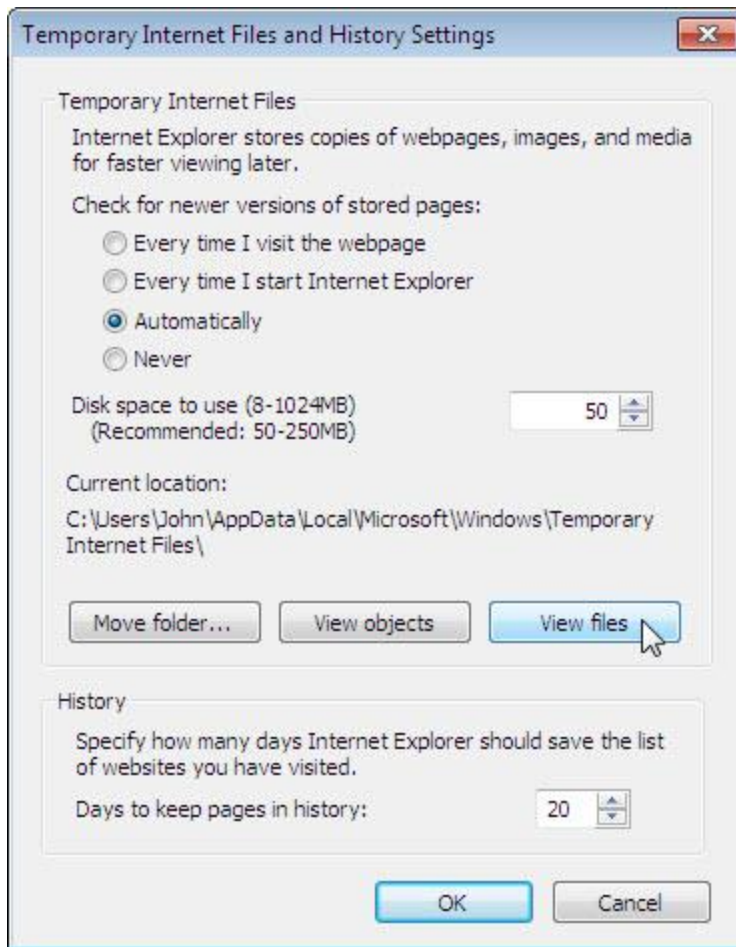 Temporary Internet Files and History Settings
Temporary Internet Files
Internet Explorer stores copies of webpages, images, and media
for faster viewing later.
Check for newer versions of stored pages:
Every time I visit the webpage
Every time I start Internet Explorer
Automatically
Never
Disk space to use (8-1024MB)
50
(Recommended: 50-250MB)
Current location:
C:\Users\John\AppData\Local\Microsoft\Windows\Temporary
Internet Files\
Move folder... View objects View files
History
Specify how many days Internet Explorer should save the list
of websites you have visited.
Days to keep pages in history: 20
OK Cancel